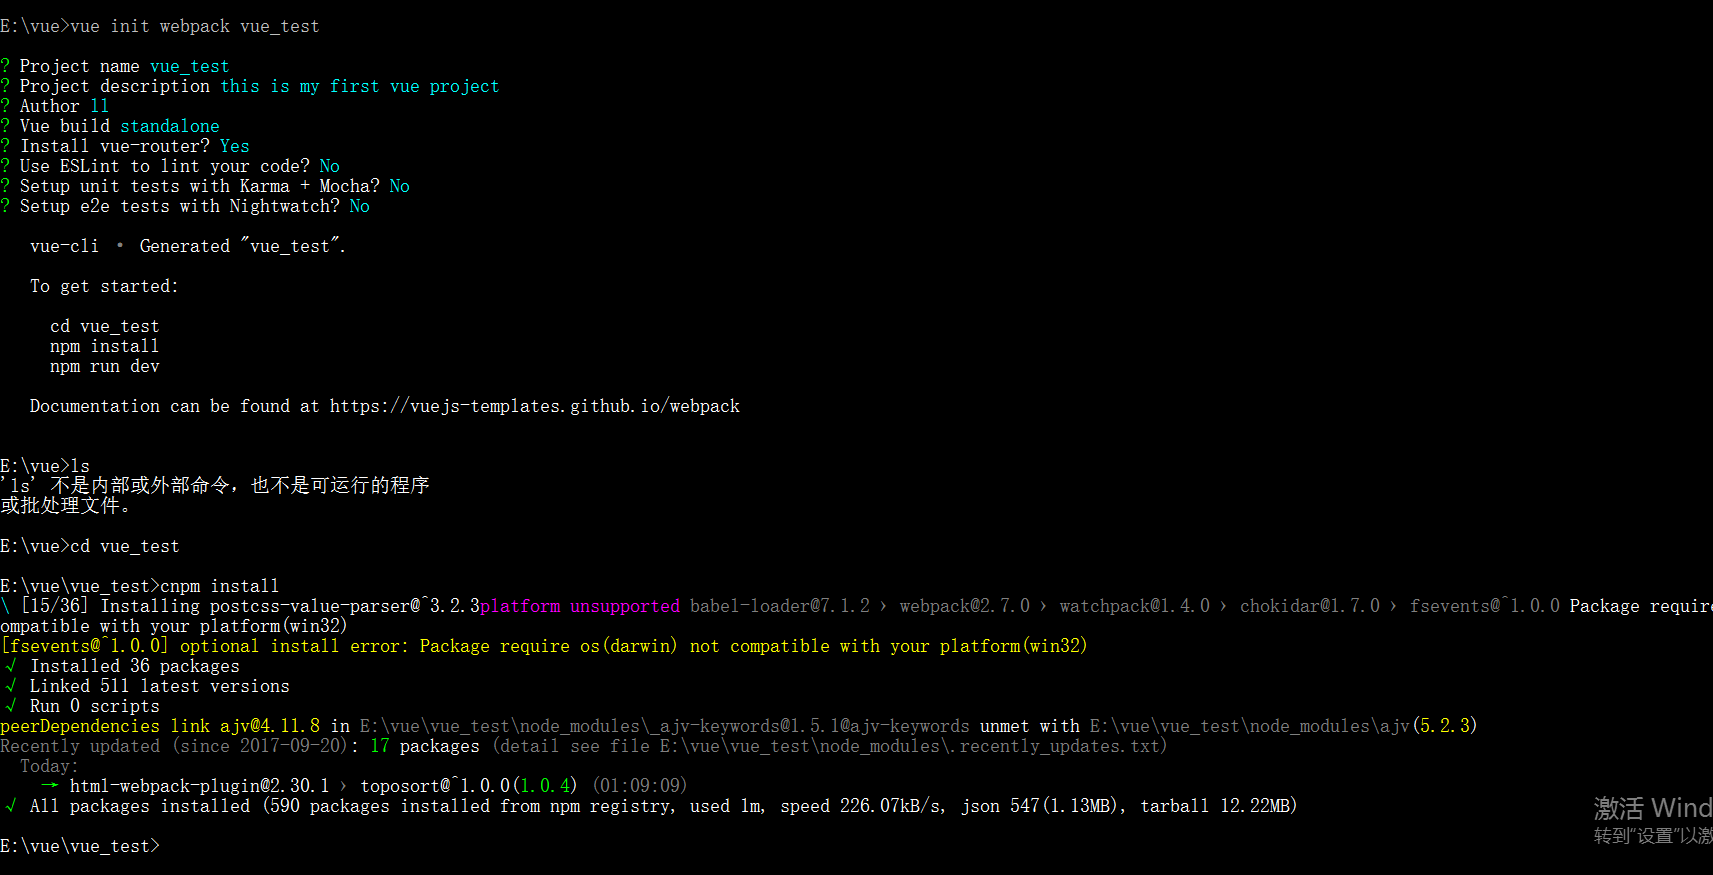 E:\vue>vue init webpack vue_test
? Project name vue_test
? Project description this is my first vue project
? Author ll
? Vue build standalone
? Install vue-router? Yes
? Use ESLint to lint your code? No
? Setup unit tests with Karma + Mocha? No
? Setup e2e tests with Nightwatch? No
vue-cli · Generated "vue_test".
To get started:
cd vue_test
npm install
npm run dev
Documentation can be found at https://vuejs-templates.github.io/webpack
E:\vue>ls
'ls' 不是内部或外部命令，也不是可运行的程序
或批处理文件。
E:\vue>cd vue_test
E:\vue\vue_test>cnpm install
\ [15/36] Installing postcss-value-parser@^3.2.3platform unsupported babel-loader@7.1.2 › webpack@2.7.0 › watchpack@1.4.0 › chokidar@1.7.0 › fsevents@^1.0.0 Package require
ompatible with your platform(win32)
[fsevents@^1.0.0] optional install error: Package require os(darwin) not compatible with your platform(win32)
√ Installed 36 packages
√ Linked 511 latest versions
√ Run 0 scripts
peerDependencies link ajv@4.11.8 in E:\vue\vue_test\node_modules\_ajv-keywords@1.5.1@ajv-keywords unmet with E:\vue\vue_test\node_modules\ajv(5.2.3)
Recently updated (since 2017-09-20): 17 packages (detail see file E:\vue\vue_test\node_modules\.recently_updates.txt)
Today:
→ html-webpack-plugin@2.30.1 › toposort@^1.0.0(1.0.4) (01:09:09)
√ All packages installed (590 packages installed from npm registry, used 1m, speed 226.07kB/s, json 547(1.13MB), tarball 12.22MB)
激活 Wind
转到"设置"以激
E:\vue\vue_test>